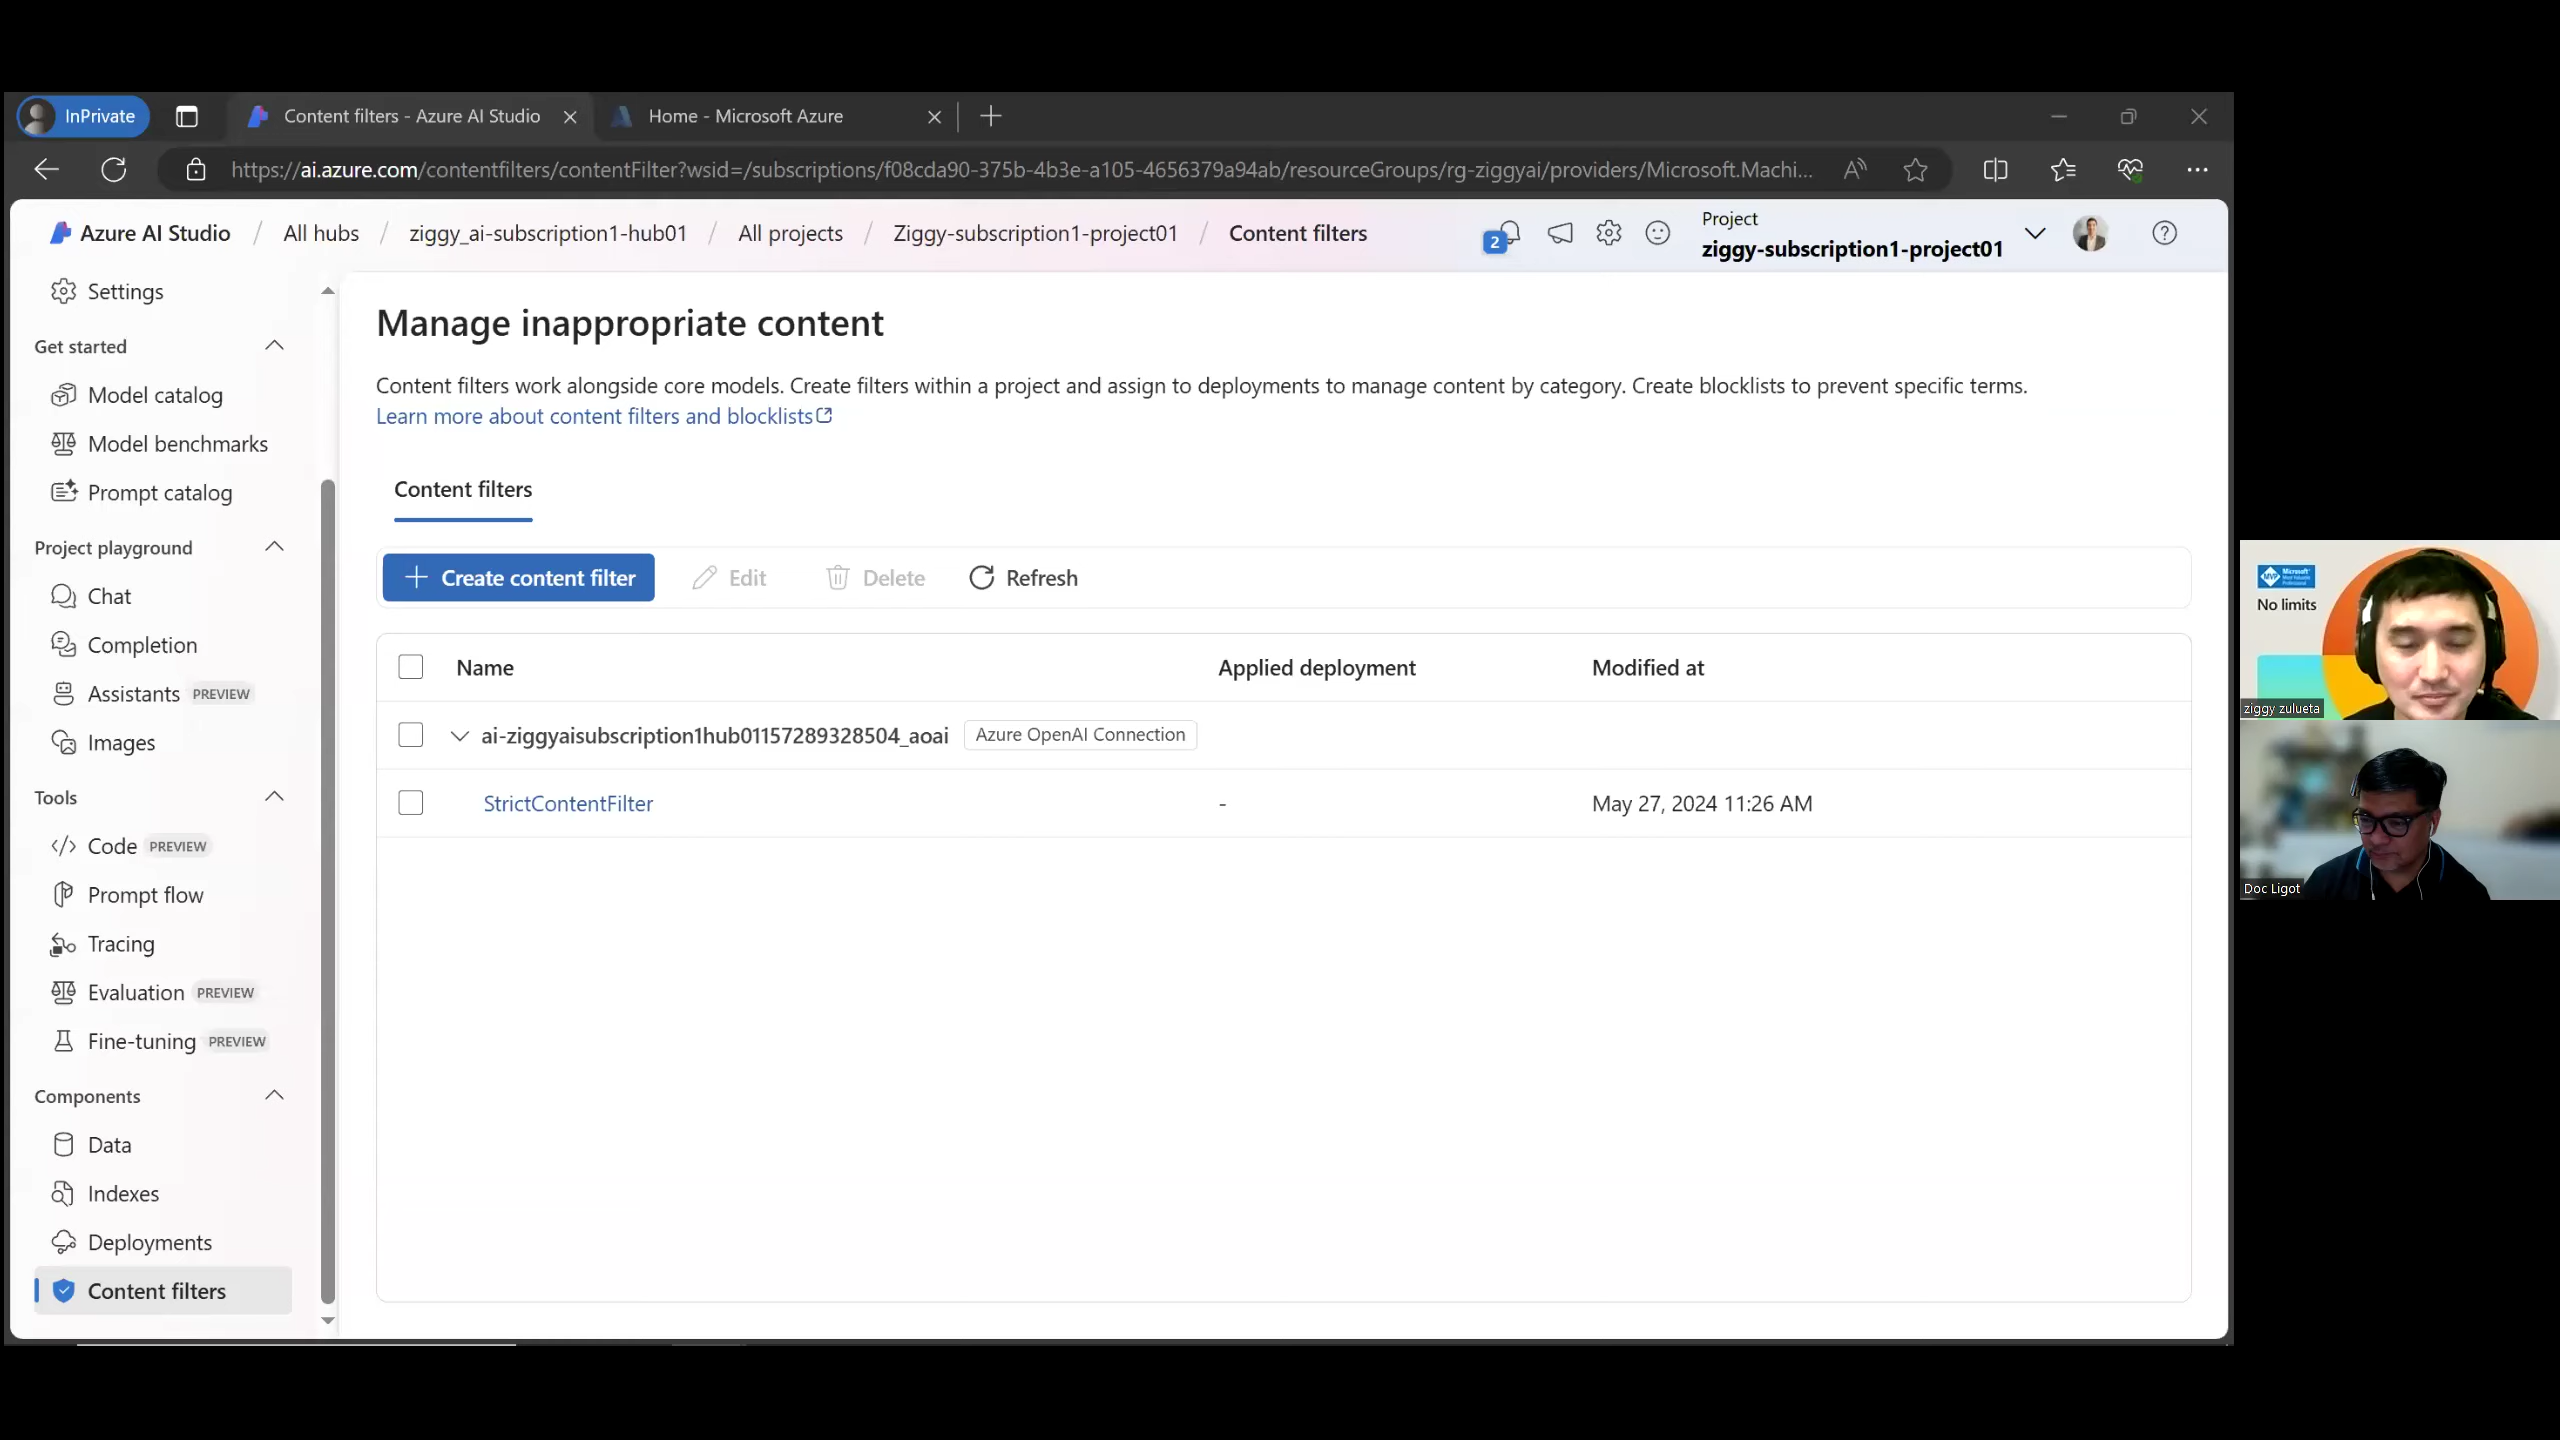 InPrivate
Content filters - Azure AI Studio
Home - Microsoft Azure
https://ai.azure.com/contentfilters/contentFilter?wsid=/subscriptions/f08cda90-375b-4b3e-a105-4656379a94ab/resourceGroups/rg-ziggyai/providers/Microsoft.Machi...
Azure AI Studio / All hubs / ziggy_ai-subscription1-hub01 / All projects / Ziggy-subscription1-project01 / Content filters
2
Project
ziggy-subscription1-project01
Settings
Get started
Model catalog
Model benchmarks
Prompt catalog
Project playground
Chat
Completion
Assistants PREVIEW
Images
Tools
Code PREVIEW
Prompt flow
Tracing
Evaluation PREVIEW
Fine-tuning PREVIEW
Components
Data
Indexes
Deployments
Content filters
Manage inappropriate content
Content filters work alongside core models. Create filters within a project and assign to deployments to manage content by category. Create blocklists to prevent specific terms.
Learn more about content filters and blocklists
Content filters
Create content filter Edit Delete Refresh
Name Applied deployment Modified at
ai-ziggyaisubscription1hub01157289328504_aoai Azure OpenAI Connection
StrictContentFilter - May 27, 2024 11:26 AM
MVP Microsoft
Most Valuable
Professional
No limits
ziggy zulueta
Doc Ligot